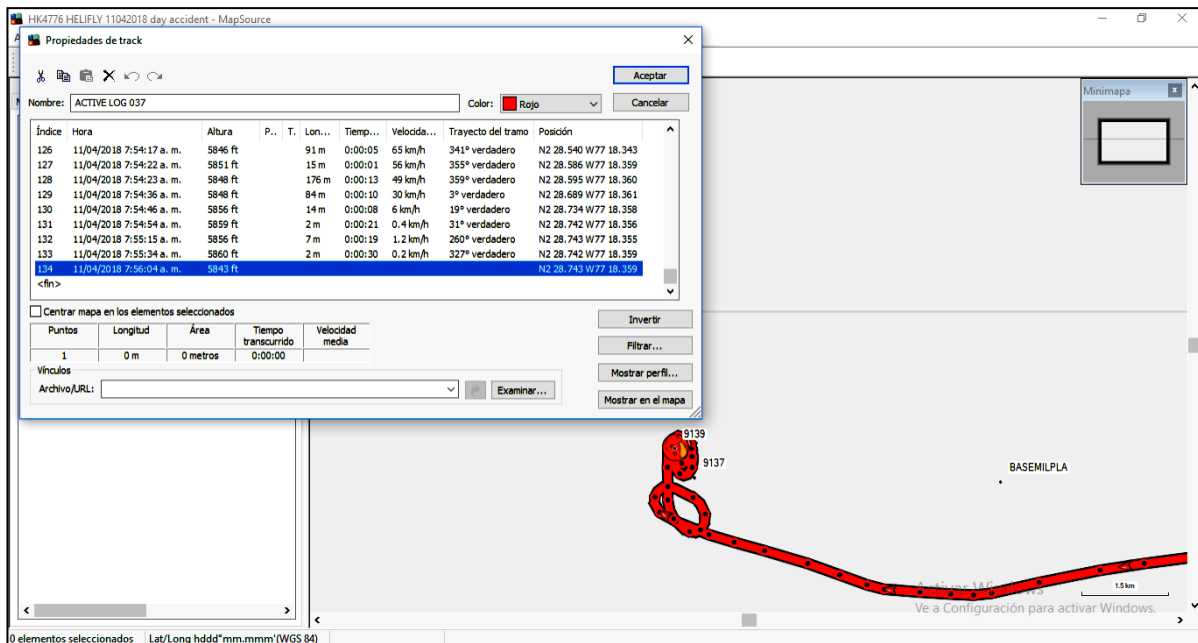 HK4776 HELIFLY 11042018 day accident - MapSource
Propiedades de track
Aceptar
Nombre: ACTIVE LOG 037 Color: Rojo Cancelar
Índice Hora Altura P.. T. Lon... Tiemp... Velocida... Trayecto del tramo Posición
126 11/04/2018 7:54:17 a. m. 5846 ft 91 m 0:00:05 65 km/h 341º verdadero N2 28.540 W77 18.343
127 11/04/2018 7:54:22 a. m. 5851 ft 15 m 0:00:01 56 km/h 355º verdadero N2 28.586 W77 18.359
128 11/04/2018 7:54:23 a. m. 5848 ft 176 m 0:00:13 49 km/h 359º verdadero N2 28.595 W77 18.360
129 11/04/2018 7:54:36 a. m. 5848 ft 84 m 0:00:10 30 km/h 3º verdadero N2 28.689 W77 18.361
130 11/04/2018 7:54:46 a. m. 5856 ft 14 m 0:00:08 6 km/h 19º verdadero N2 28.734 W77 18.358
131 11/04/2018 7:54:54 a. m. 5859 ft 2 m 0:00:21 0.4 km/h 31º verdadero N2 28.742 W77 18.356
132 11/04/2018 7:55:15 a. m. 5856 ft 7 m 0:00:19 1.2 km/h 260º verdadero N2 28.743 W77 18.355
133 11/04/2018 7:55:34 a. m. 5860 ft 2 m 0:00:30 0.2 km/h 327º verdadero N2 28.742 W77 18.359
134 11/04/2018 7:56:04 a. m. 5843 ft N2 28.743 W77 18.359
<fin>
Centrar mapa en los elementos seleccionados
Puntos Longitud Área Tiempo transcurrido Velocidad media
1 0 m 0 metros 0:00:00
Invertir
Filtrar...
Vínculos
Archivo/URL: Examinar...
Mostrar perfil...
Mostrar en el mapa
Minimapa
9139
9137
BASEMILPLA
1.5 km
Activar Windows
Ve a Configuración para activar Windows.
0 elementos seleccionados Lat/Long hddd°mm.mmm'(WGS 84)